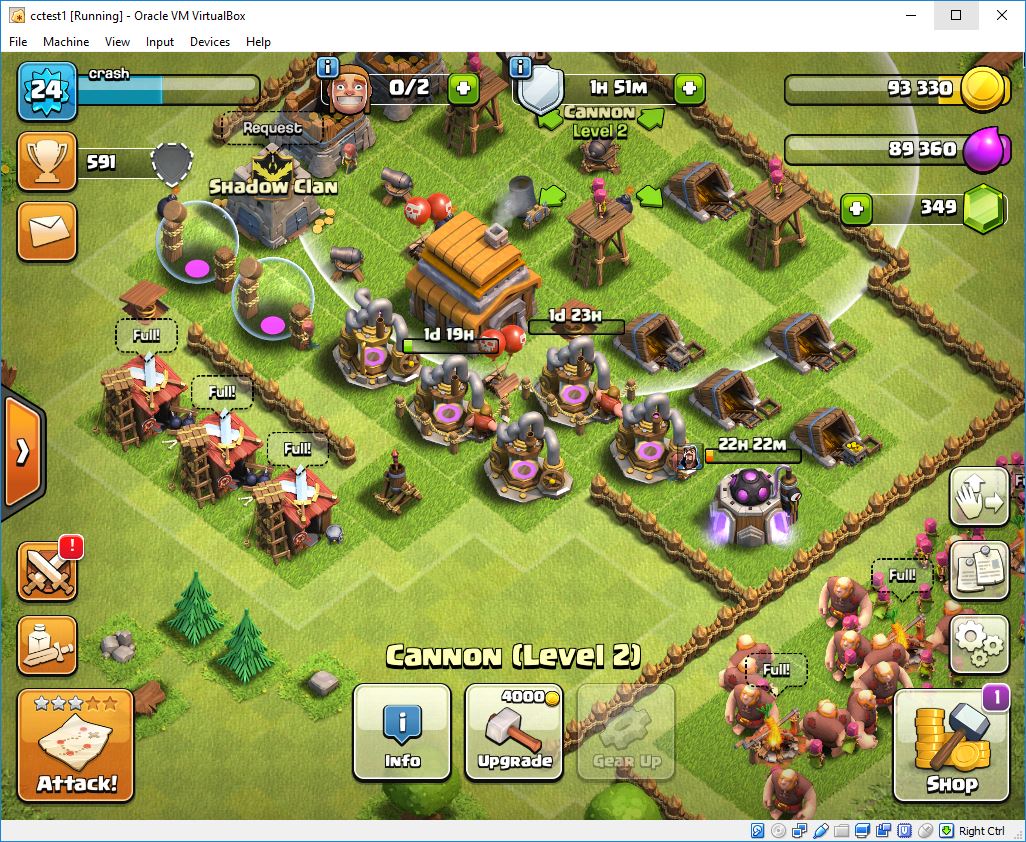 cctest1 [Running] - Oracle VM VirtualBox
File Machine View Input Devices Help
24
crash
0/2
1h 51m
93 330
591
Request
Cannon
Level 2
89 360
Shadow Clan
349
1d 23h
1d 19h
Full!
Full!
Full!
22h 22m
Full!
Full!
Cannon (Level 2)
4000
Info
Upgrade
Gear Up
1
Attack!
Shop
Right Ctrl